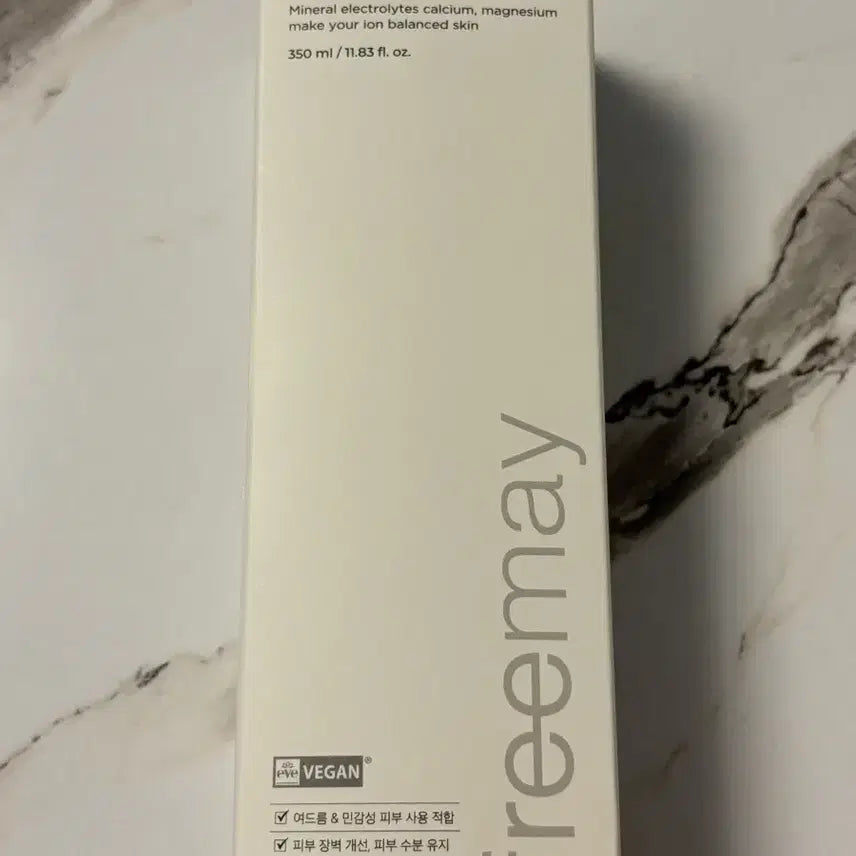 Mineral electrolytes calcium, magnesium
make your ion balanced skin
350 ml / 11.83 fl. oz.
freemay
eve VEGAN®
여드름 & 민감성 피부 사용 적합
피부 장벽 개선, 피부 수분 유지